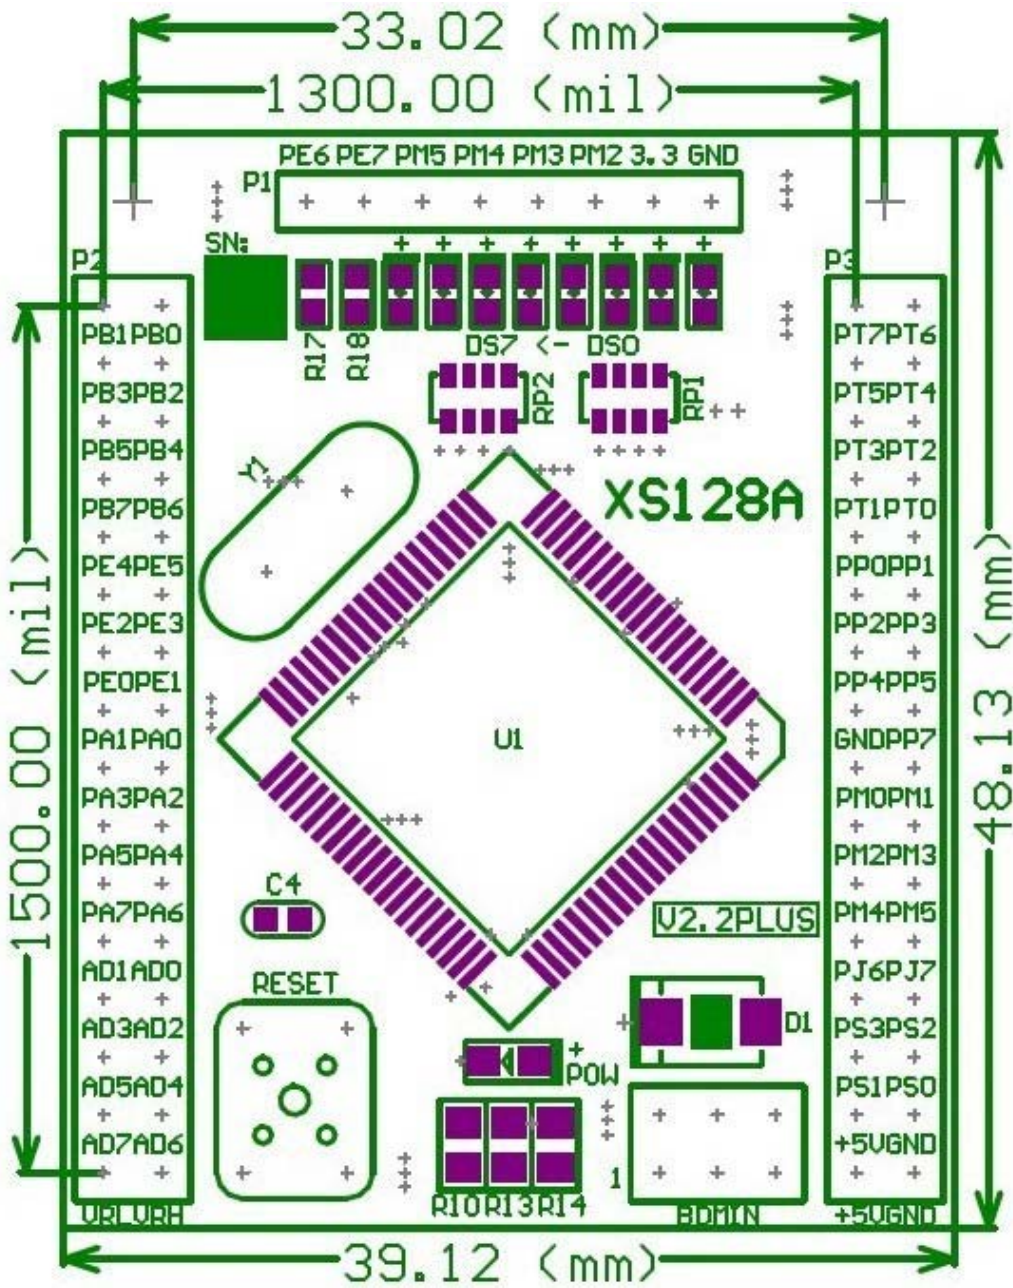 33.02 (mm)
1300.00 (mil)
PE6 PE7 PM5 PM4 PM3 PM2 3.3 GND
P1
SN:
P2
P3
+ + + + + + + +
R17
R18
DS7 <- DS0
RP2
RP1
Y1
XS128A
PB1PB0
PT7PT6
PB3PB2
PT5PT4
PB5PB4
PT3PT2
PB7PB6
PT1PT0
PE4PE5
PP0PP1
PE2PE3
PP2PP3
PE0PE1
PP4PP5
PA1PA0
U1
GNDPP7
PA3PA2
PM0PM1
PA5PA4
PM2PM3
C4
PA7PA6
V2.2PLUS
PM4PM5
AD1AD0
PJ6PJ7
RESET
AD3AD2
D1
PS3PS2
+
POW
AD5AD4
PS1PS0
AD7AD6
+5VGND
1
R10R13R14
VRLVRH
BDMIN
+5VGND
1500.00 (mil)
48.13 (mm)
39.12 (mm)